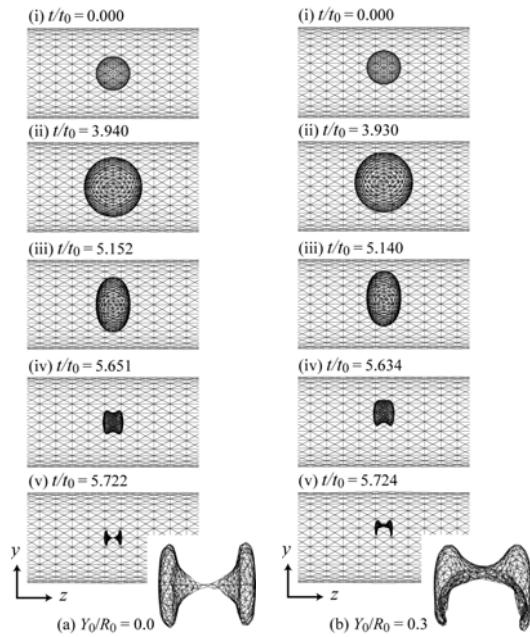 (i) t/t0 = 0.000
(ii) t/t0 = 3.940
(iii) t/t0 = 5.152
(iv) t/t0 = 5.651
(v) t/t0 = 5.722
y
z
(a) Y0/R0 = 0.0
(i) t/t0 = 0.000
(ii) t/t0 = 3.930
(iii) t/t0 = 5.140
(iv) t/t0 = 5.634
(v) t/t0 = 5.724
y
z
(b) Y0/R0 = 0.3